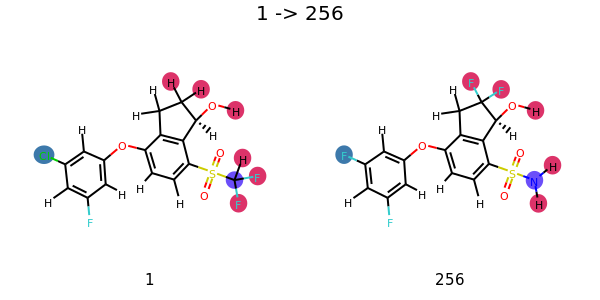 1 -> 256
H H H F F H
H O H H O H
H H H H
O O
F
O H O H
S F S N
H H H H
H H O F H H O H
F F
1 256